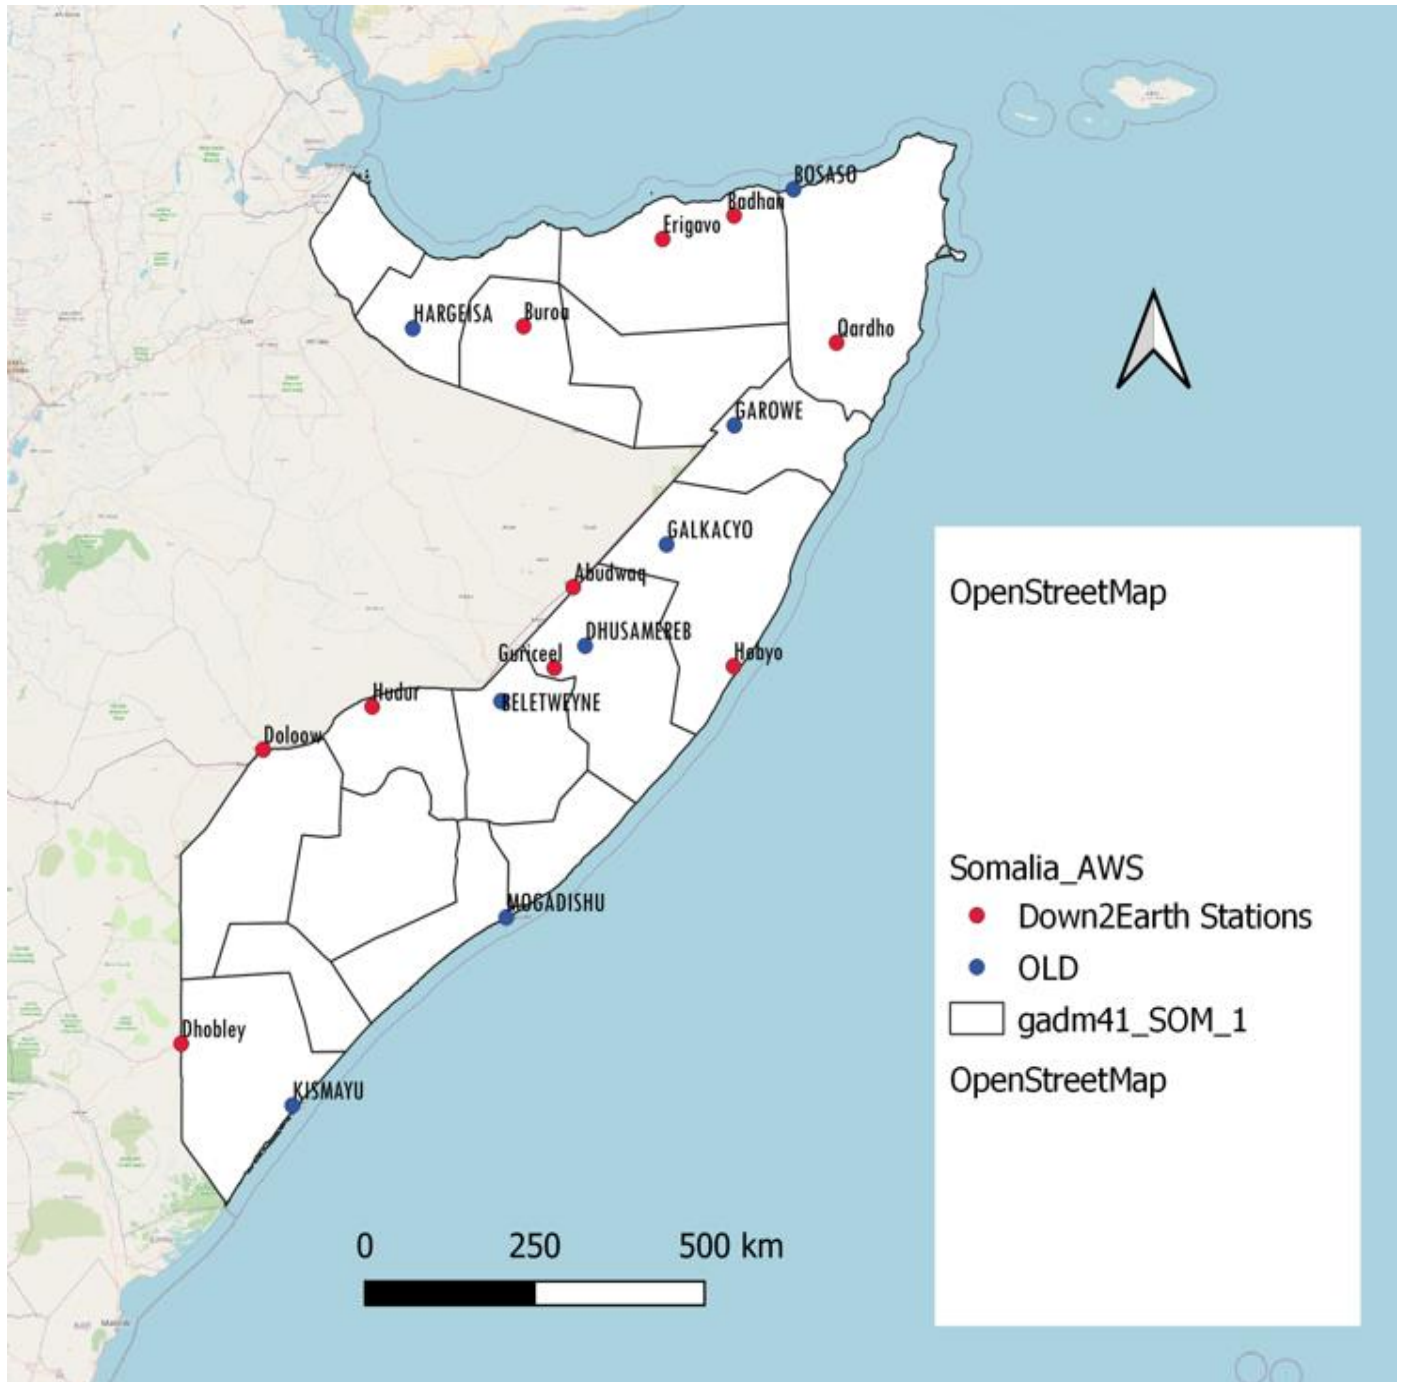 BOSASO
Badhan
Erigavo
HARGEISA
Buroa
Qardho
GAROWE
GALKACYO
Abudwaq
DHUSAMEREB
Guriceel
Hobyo
Hudur
BELETWEYNE
Doloow
MOGADISHU
Dhobley
KISMAYU
OpenStreetMap
Somalia_AWS
Down2Earth Stations
OLD
gadm41_SOM_1
OpenStreetMap
0 250 500 km